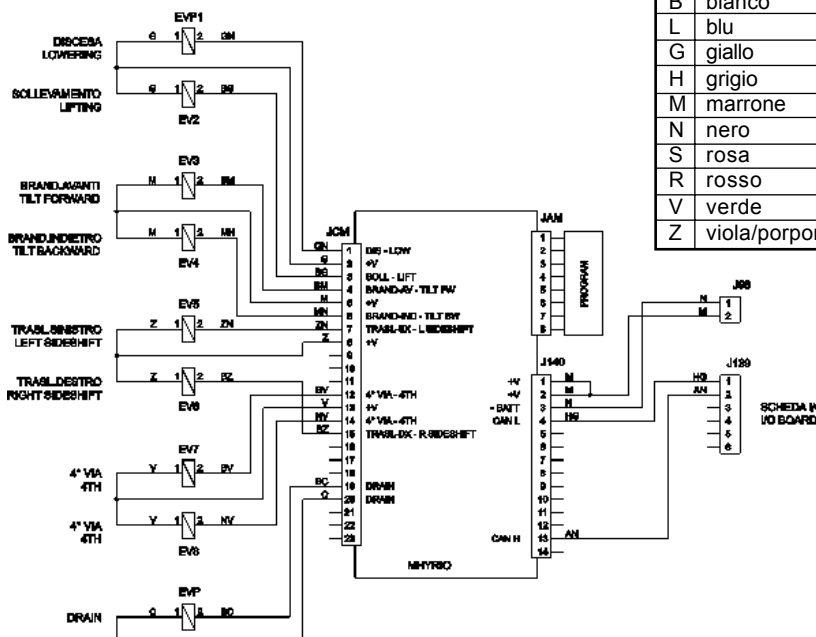 EVP1
DISCESA
LOWERING
G 1 2 GN
SOLLEVAMENTO
LIFTING
G 1 2 BG
EV2
EV3
BRAND.AVANTI
TILT FORWARD
M 1 2 BM
BRAND.INDIETRO
TILT BACKWARD
M 1 2 MH
EV4
EV5
TRASL.SINISTRO
LEFT SIDESHIFT
Z 1 2 ZN
TRASL.DESTRO
RIGHT SIDESHIFT
Z 1 2 BZ
EV6
EV7
4° VIA
4TH
V 1 2 BV
4° VIA
4TH
V 1 2 NV
EV8
EVP
DRAIN
1 2 BC
JCM
GN 1 DIS - LOW
G 2 +V
BG 3 SOLL - LIFT
BM 4 BRAND-AV - TILT FW
M 5 +V
MN 6 BRAND-IND - TILT BW
ZN 7 TRASL-SX - L SIDESHIFT
Z 8 +V
9
10
11
BV 12 4° VIA - 4TH
V 13 +V
NV 14 4° VIA - 4TH
BZ 15 TRASL-DX - R.SIDESHIFT
16
17
18
BC 19 DRAIN
20 DRAIN
21
22
23
MHYRIO
JAM
1
2
3
4
5
6
7
8
PROGRAM
J140
+V 1 M
+V 2 M
- BATT 3 N
CAN L 4 HG
5
6
7
8
9
10
11
12
CAN H 13 AN
14
J98
N 1
M 2
J139
HG 1
AN 2
3
4
5
6
SCHEDA I/
I/O BOARD
B bianco
L blu
G giallo
H grigio
M marrone
N nero
S rosa
R rosso
V verde
Z viola/porpor